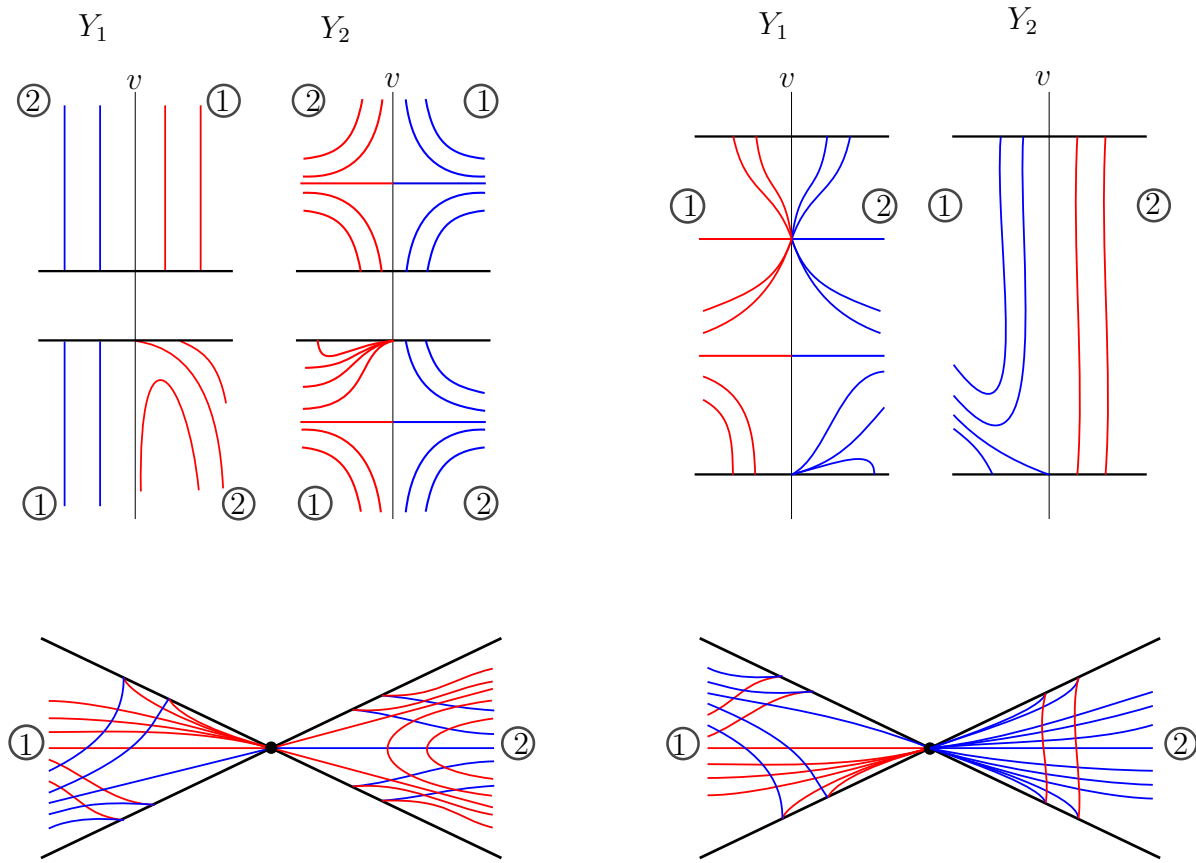 Y₁ Y₂ Y₁ Y₂
v v v v
② ① ② ①
① ② ① ②
① ② ① ②
① ② ① ②